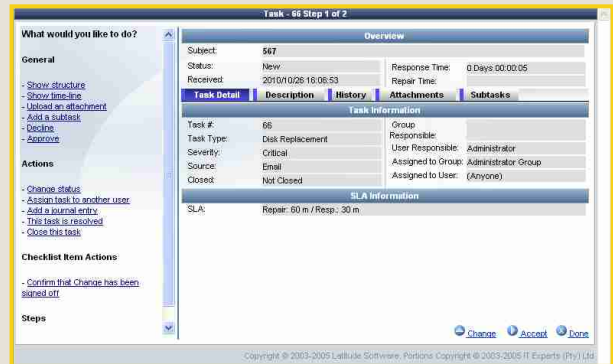 Task - 66 Step 1 of 2
What would you like to do?
General
- Show structure
- Show time-line
- Upload an attachment
- Add a subtask
- Decline
- Approve
Actions
- Change status
- Assign task to another user
- Add a journal entry
- This task is resolved
- Close this task
Checklist Item Actions
- Confirm that Change has been
signed off
Steps
Overview
Subject: 567
Status: New Response Time: 0 Days 00:00:05
Received: 2010/10/26 16:06:53 Repair Time:
Task Detail Description History Attachments Subtasks
Task Information
Task #: 66 Group Responsible:
Task Type: Disk Replacement User Responsible: Administrator
Severity: Critical Assigned to Group: Administrator Group
Source: Email Assigned to User: (Anyone)
Closed: Not Closed
SLA Information
SLA: Repair: 60 m / Resp.: 30 m
Change Accept Done
Copyright © 2003-2005 Latitude Software. Portions Copyright © 2003-2005 IT Experts (Pty) Ltd